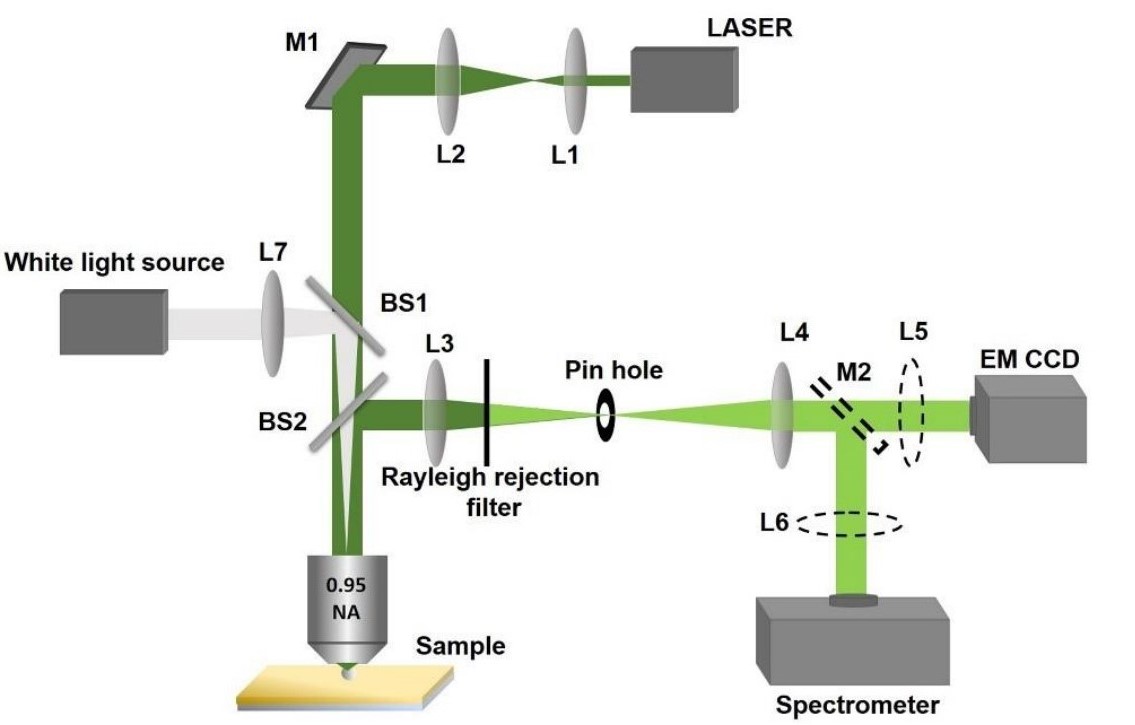 LASER
M1
L2
L1
L7
White light source
BS1
L3
L4
L5
M2
EM CCD
Pin hole
BS2
Rayleigh rejection
filter
L6
0.95
NA
Sample
Spectrometer